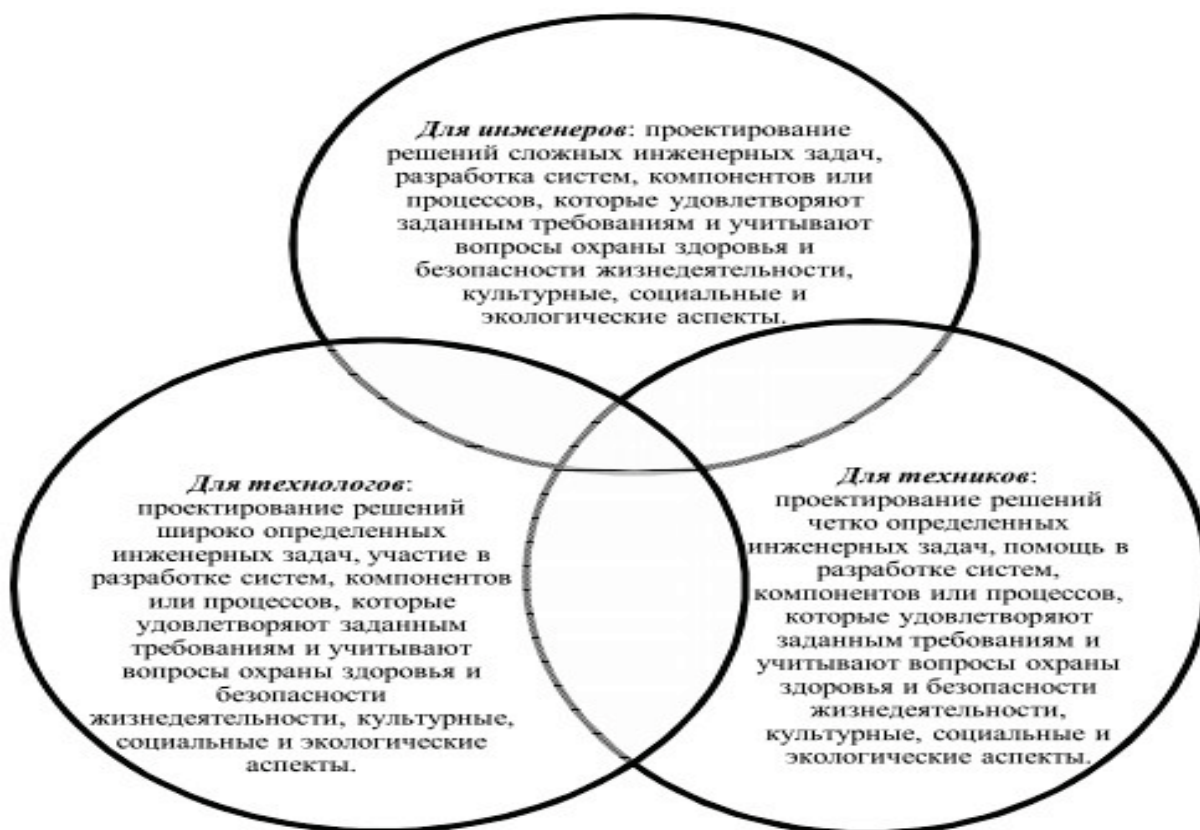 Для инженеров: проектирование
решений сложных инженерных задач,
разработка систем, компонентов или
процессов, которые удовлетворяют
заданным требованиям и учитывают
вопросы охраны здоровья и
безопасности жизнедеятельности,
культурные, социальные и
экологические аспекты.
Для технологов:
проектирование решений
широко определенных
инженерных задач, участие в
разработке систем, компонентов
или процессов, которые
удовлетворяют заданным
требованиям и учитывают
вопросы охраны здоровья и
безопасности
жизнедеятельности, культурные,
социальные и экологические
аспекты.
Для техников:
проектирование решений
четко определенных
инженерных задач, помощь в
разработке систем,
компонентов или процессов,
которые удовлетворяют
заданным требованиям и
учитывают вопросы охраны
здоровья и безопасности
жизнедеятельности,
культурные, социальные и
экологические аспекты.